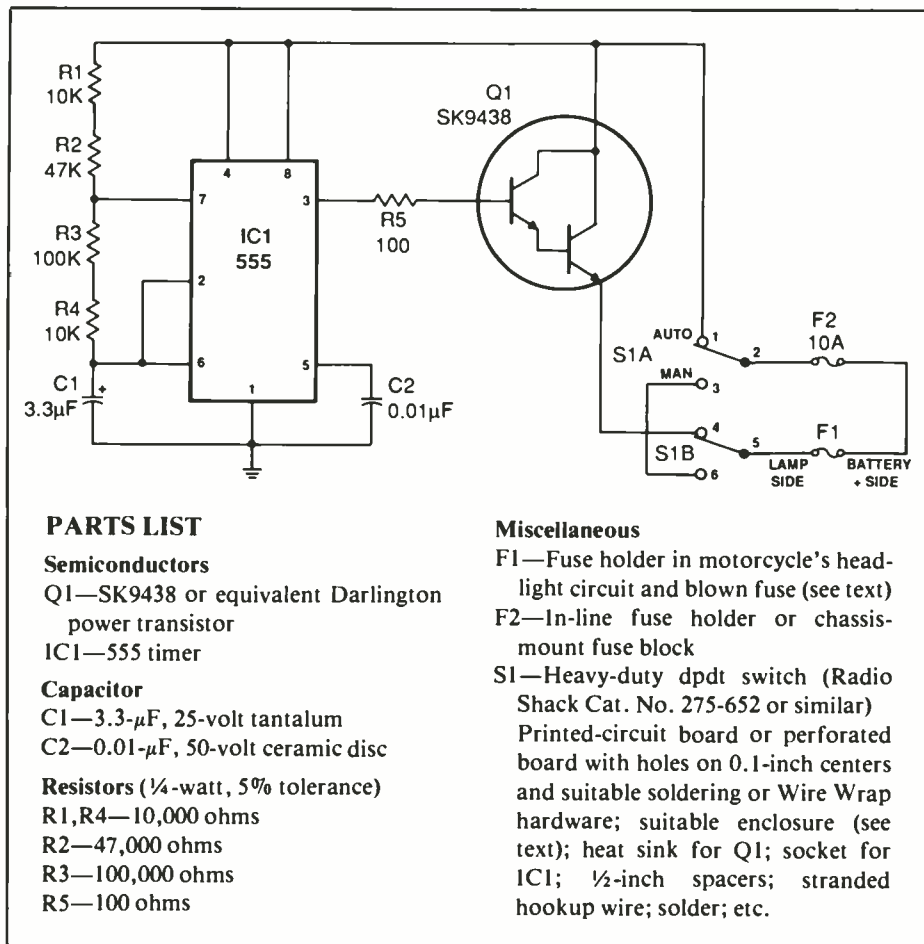 R1
10K
R2
47K
R3
100K
R4
10K
C1
3.3µF
+
4
8
7
3
IC1
555
2
6
5
1
C2
0.01µF
R5
100
Q1
SK9438
AUTO
1
S1A
2
F2
10A
MAN
3
4
S1B
5
F1
6
LAMP
SIDE
BATTERY
+ SIDE
PARTS LIST
Semiconductors
Q1—SK9438 or equivalent Darlington
power transistor
IC1—555 timer
Capacitor
C1—3.3-µF, 25-volt tantalum
C2—0.01-µF, 50-volt ceramic disc
Resistors (¼-watt, 5% tolerance)
R1,R4—10,000 ohms
R2—47,000 ohms
R3—100,000 ohms
R5—100 ohms
Miscellaneous
F1—Fuse holder in motorcycle's head-
light circuit and blown fuse (see text)
F2—In-line fuse holder or chassis-
mount fuse block
S1—Heavy-duty dpdt switch (Radio
Shack Cat. No. 275-652 or similar)
Printed-circuit board or perforated
board with holes on 0.1-inch centers
and suitable soldering or Wire Wrap
hardware; suitable enclosure (see
text); heat sink for Q1; socket for
IC1; ½-inch spacers; stranded
hookup wire; solder; etc.